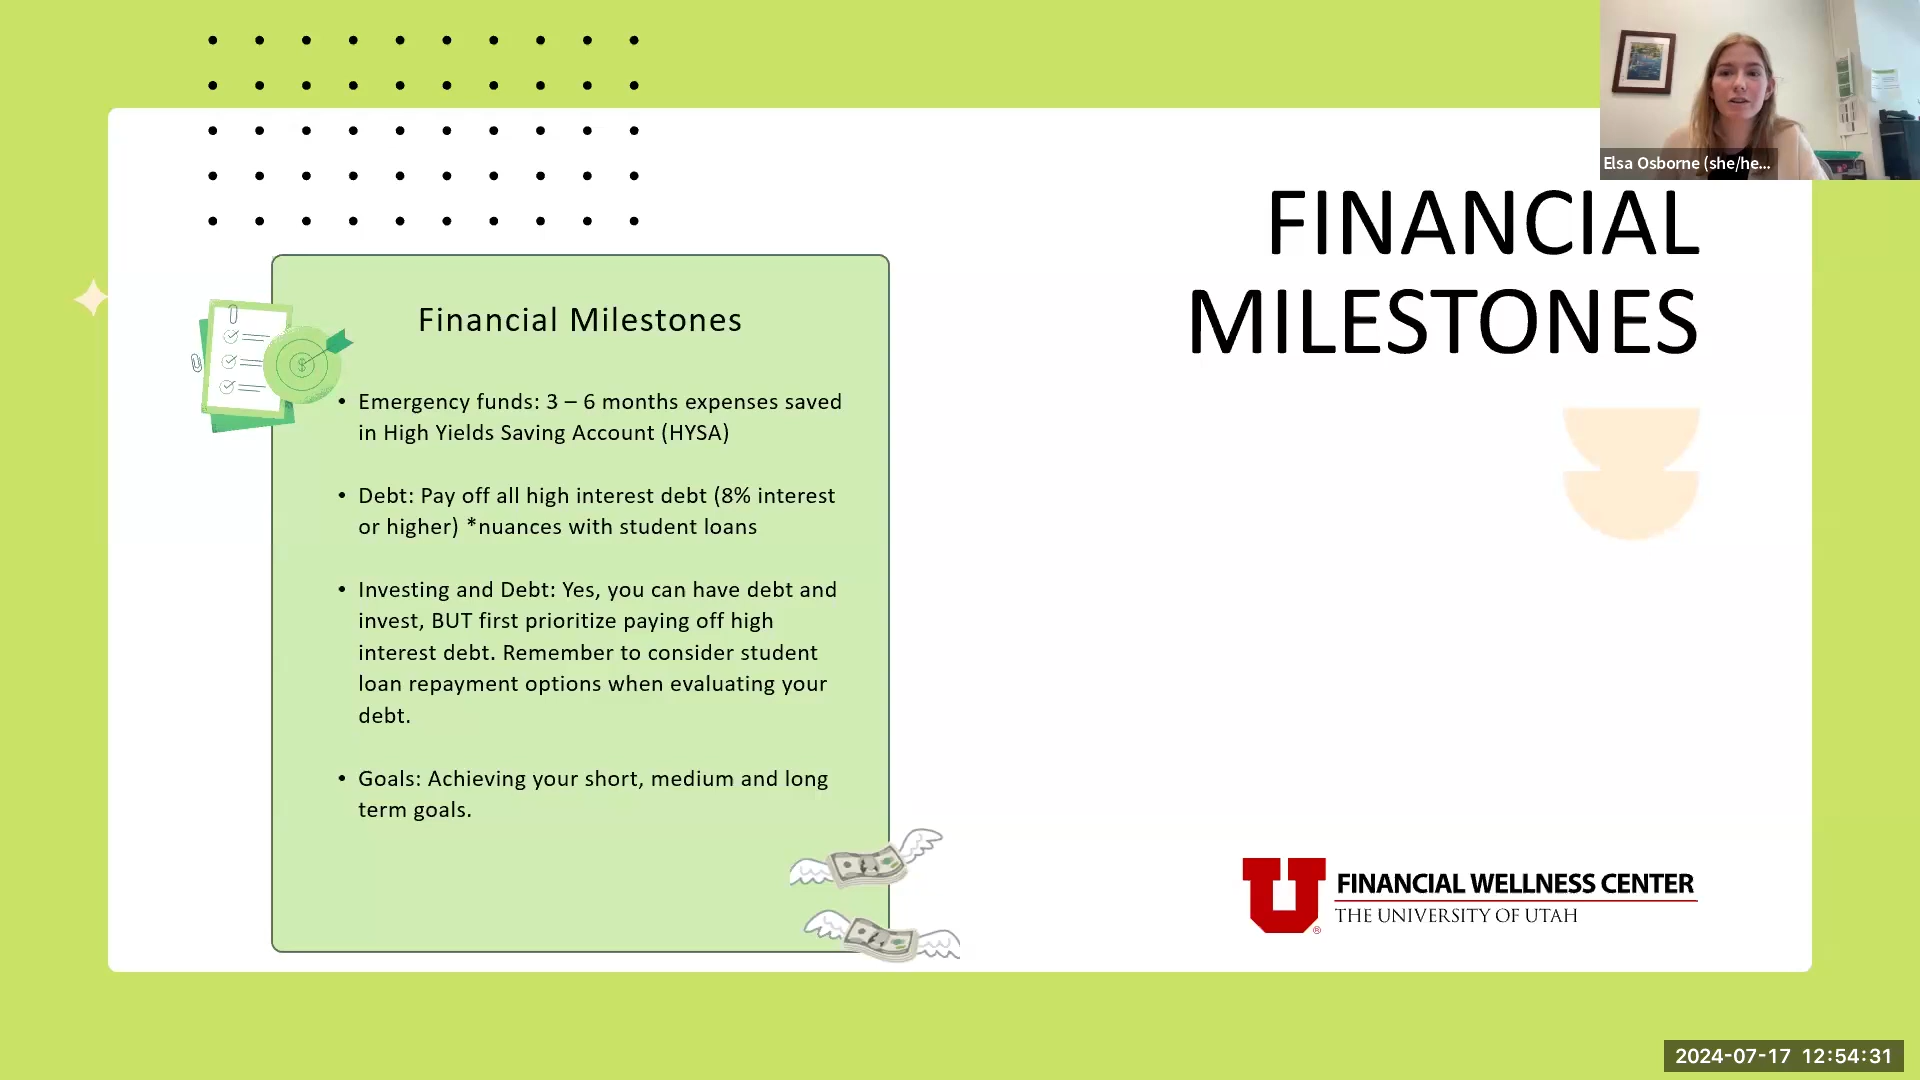 Elsa Osborne (she/he...
FINANCIAL
MILESTONES
Financial Milestones
• Emergency funds: 3 – 6 months expenses saved
in High Yields Saving Account (HYSA)
• Debt: Pay off all high interest debt (8% interest
or higher) *nuances with student loans
• Investing and Debt: Yes, you can have debt and
invest, BUT first prioritize paying off high
interest debt. Remember to consider student
loan repayment options when evaluating your
debt.
• Goals: Achieving your short, medium and long
term goals.
U ®
FINANCIAL WELLNESS CENTER
THE UNIVERSITY OF UTAH
2024-07-17 12:54:31